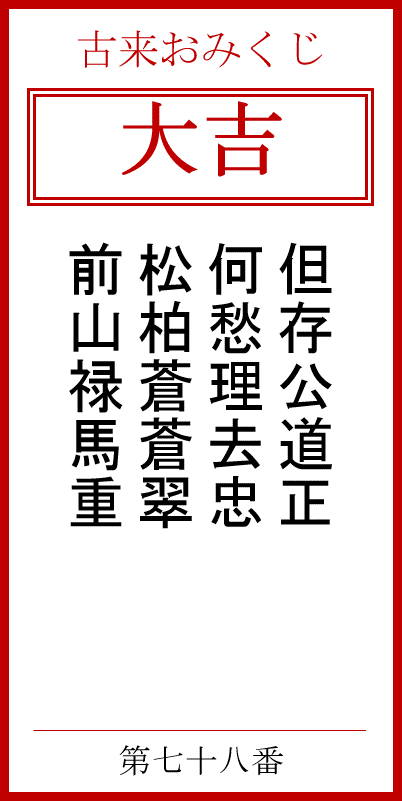 古来おみくじ
大吉
但存公道正
何愁理去忠
松柏蒼蒼翠
前山禄馬重
第七十八番